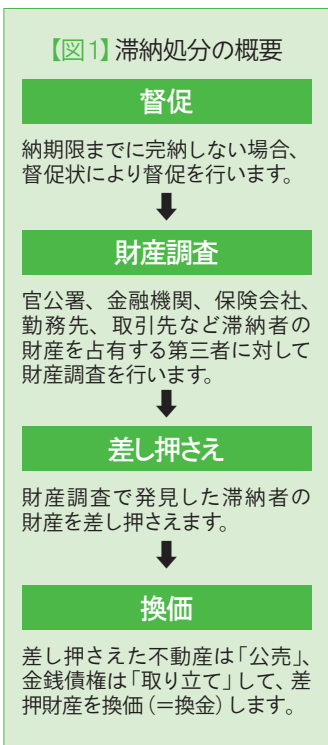 【図1】滞納処分の概要
督促
納期限までに完納しない場合、
督促状により督促を行います。
財産調査
官公署、金融機関、保険会社、
勤務先、取引先など滞納者の
財産を占有する第三者に対して
財産調査を行います。
差し押さえ
財産調査で発見した滞納者の
財産を差し押さえます。
換価
差し押さえた不動産は「公売」、
金銭債権は「取り立て」して、差
押財産を換価（＝換金）します。